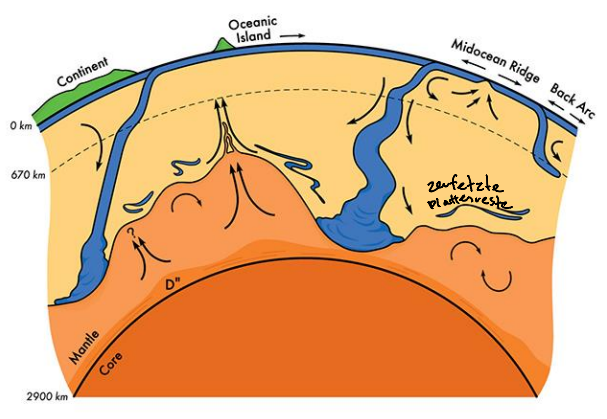 Oceanic
Island
Midocean Ridge
Continent
Back Arc
0 km
670 km
zerfetzte
Plattenreste
?
D"
Mantle
Core
2900 km